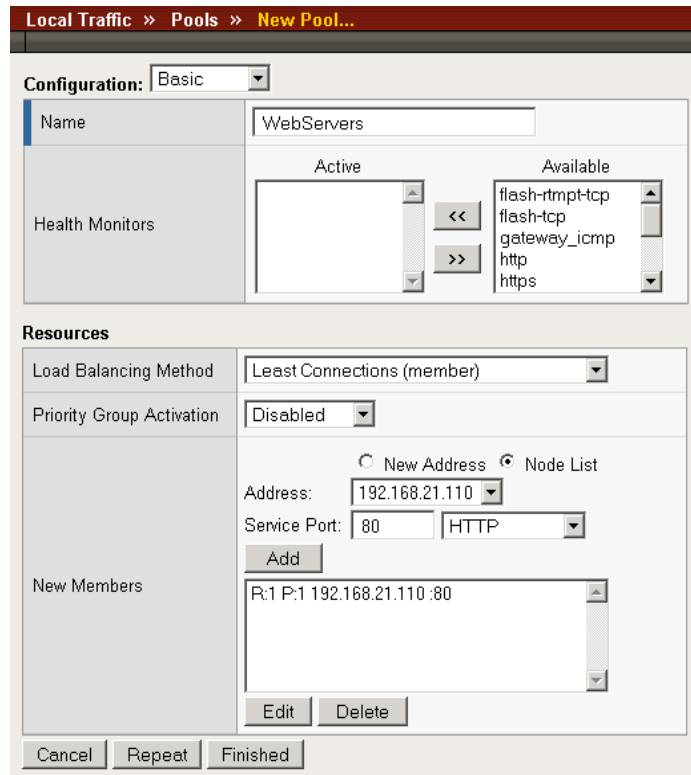 Local Traffic » Pools » New Pool...
Configuration: Basic
Name WebServers
Active Available
Health Monitors
<<
>>
flash-rtmpt-tcp
flash-tcp
gateway_icmp
http
https
Resources
Load Balancing Method Least Connections (member)
Priority Group Activation Disabled
New Address Node List
Address: 192.168.21.110
Service Port: 80 HTTP
Add
New Members
R:1 P:1 192.168.21.110 :80
Edit Delete
Cancel Repeat Finished